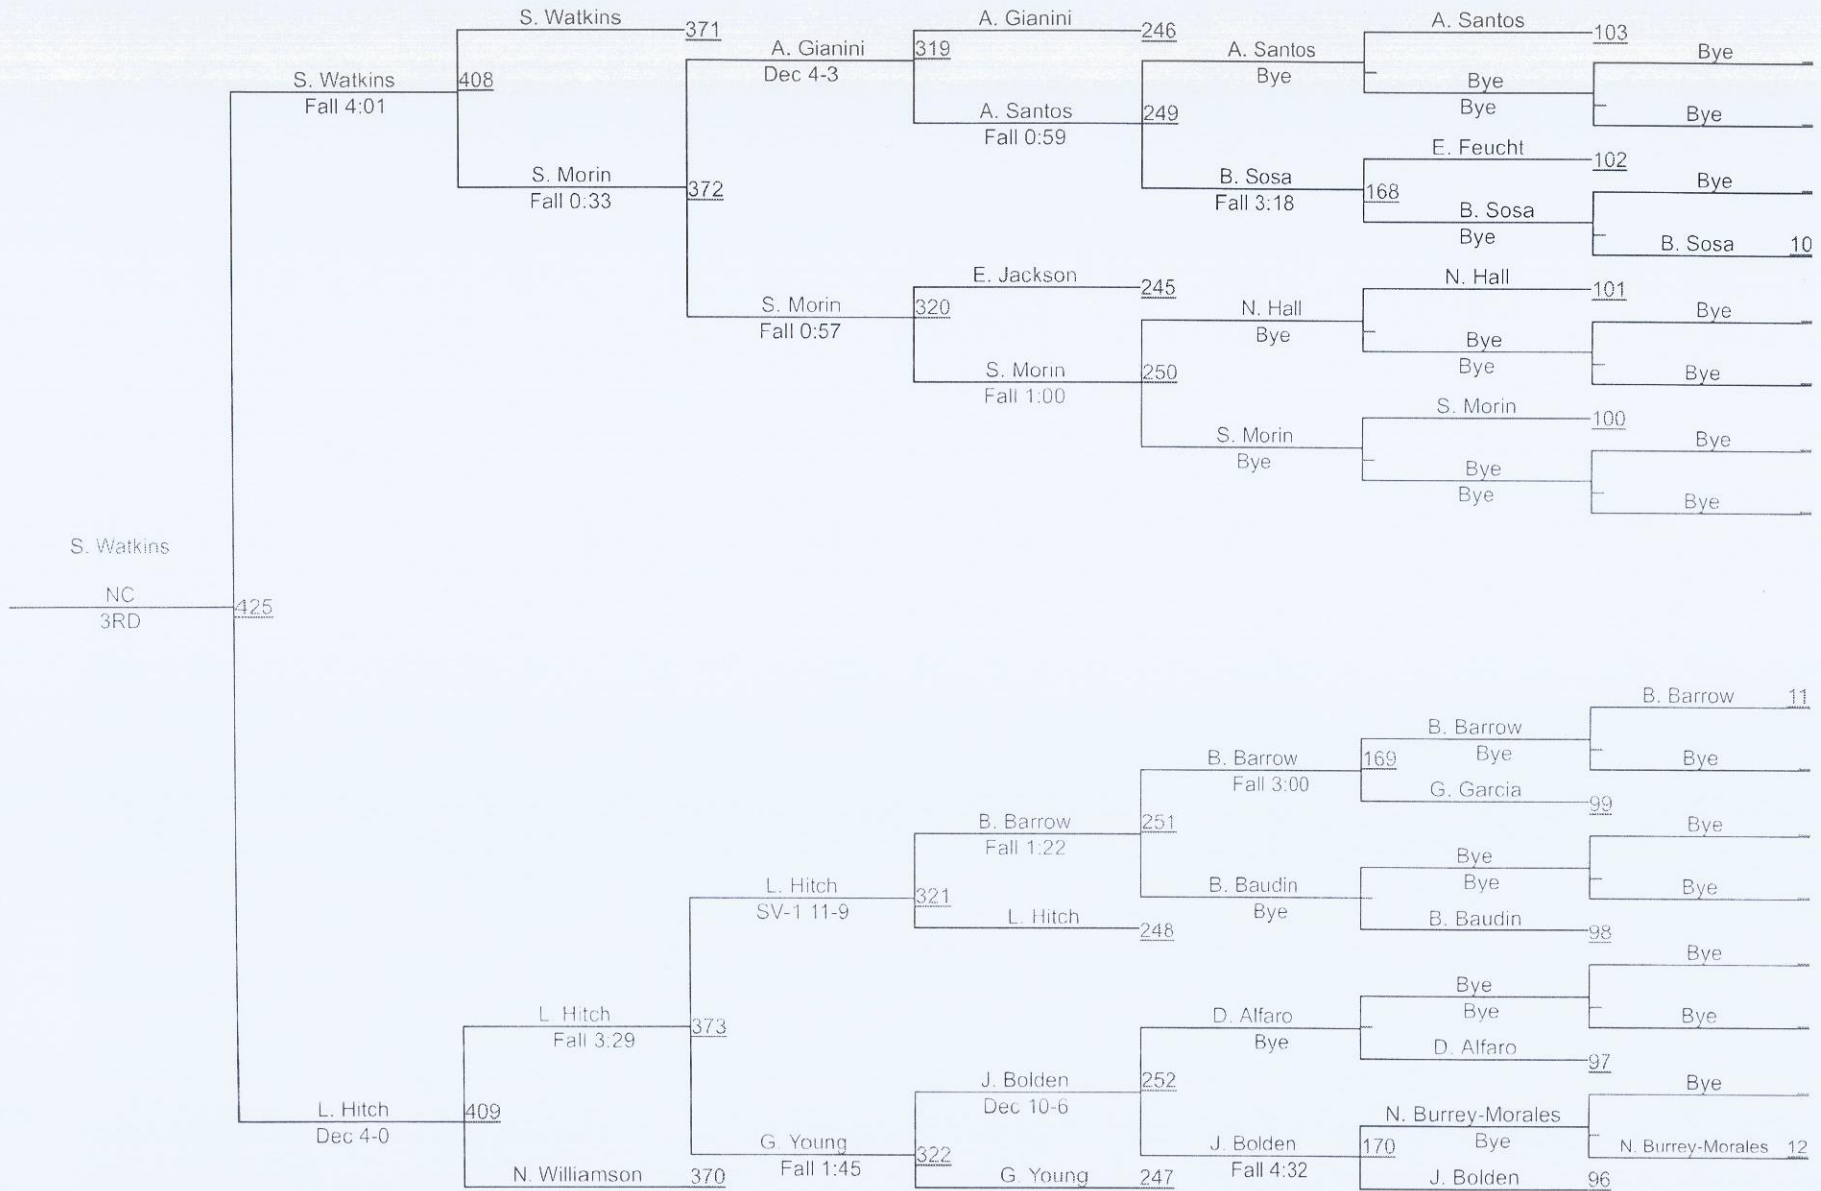 S. Watkins
371
A. Gianini
246
A. Santos
103
Bye
S. Watkins
408
Fall 4:01
A. Gianini
319
Dec 4-3
A. Santos
Bye
Bye
Bye
Bye
A. Santos
249
Fall 0:59
E. Feucht
102
Bye
S. Morin
372
Fall 0:33
B. Sosa
168
Fall 3:18
B. Sosa
Bye
B. Sosa 10
S. Morin
320
Fall 0:57
E. Jackson
245
N. Hall
101
Bye
N. Hall
Bye
Bye
Bye
Bye
S. Morin
250
Fall 1:00
S. Morin
100
Bye
S. Morin
Bye
Bye
Bye
Bye
S. Watkins
NC
425
3RD
B. Barrow 11
B. Barrow
Bye
Bye
B. Barrow
169
Fall 3:00
G. Garcia
99
B. Barrow
251
Fall 1:22
Bye
Bye
Bye
Bye
L. Hitch
321
SV-1 11-9
B. Baudin
Bye
B. Baudin
98
L. Hitch
248
Bye
L. Hitch
373
Fall 3:29
D. Alfaro
Bye
Bye
Bye
Bye
D. Alfaro
97
J. Bolden
252
Dec 10-6
Bye
L. Hitch
409
Dec 4-0
N. Burrey-Morales
Bye
N. Burrey-Morales 12
G. Young
322
Fall 1:45
J. Bolden
170
Fall 4:32
N. Williamson
370
G. Young
247
J. Bolden
96